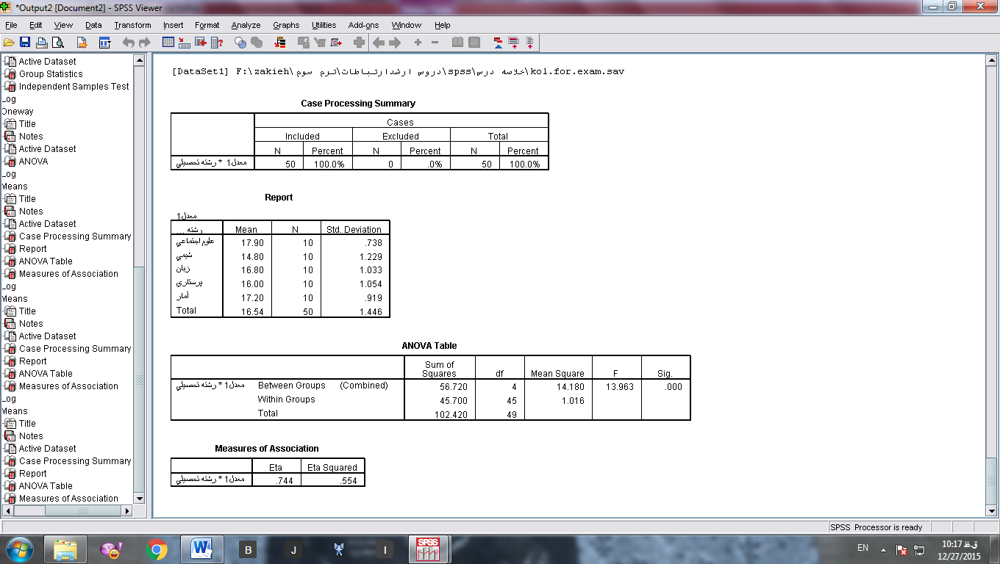 *Output2 [Document2] - SPSS Viewer
File Edit View Data Transform Insert Format Analyze Graphs Utilities Add-ons Window Help
Active Dataset
Group Statistics
Independent Samples Test
Log
Oneway
Title
Notes
Active Dataset
ANOVA
Log
Means
Title
Notes
Active Dataset
Case Processing Summary
Report
ANOVA Table
Measures of Association
Log
Means
Title
Notes
Active Dataset
Case Processing Summary
Report
ANOVA Table
Measures of Association
Log
Means
Title
Notes
Active Dataset
Case Processing Summary
Report
ANOVA Table
Measures of Association
[DataSet1] F:\zakieh\دروس ارشدارتباطات\ترم سوم\spss\خلاصه درس\kol.for.exam.sav
Case Processing Summary
Cases
Included Excluded Total
N Percent N Percent N Percent
معدل1 * رشته تحصيلي 50 100.0% 0 .0% 50 100.0%
Report
معدل1
رشته ... Mean N Std. Deviation
علوم اجتماعي 17.90 10 .738
شيمي 14.80 10 1.229
زبان 16.80 10 1.033
پرستاري 16.00 10 1.054
آمار 17.20 10 .919
Total 16.54 50 1.446
ANOVA Table
Sum of Squares df Mean Square F Sig.
معدل1 * رشته تحصيلي Between Groups (Combined) 56.720 4 14.180 13.963 .000
Within Groups 45.700 45 1.016
Total 102.420 49
Measures of Association
Eta Eta Squared
معدل1 * رشته تحصيلي .744 .554
SPSS Processor is ready
B J I SPSS EN 10:17 ق.ظ
12/27/2015